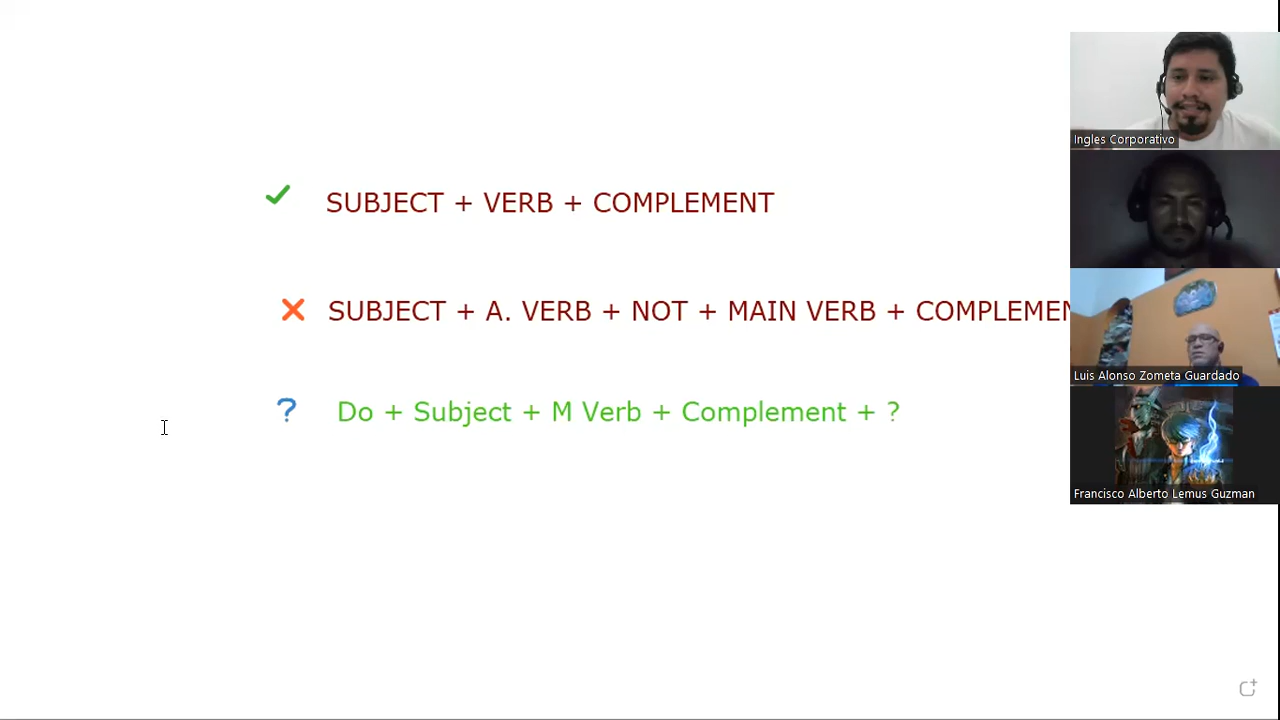 SUBJECT + VERB + COMPLEMENT
SUBJECT + A. VERB + NOT + MAIN VERB + COMPLEMEN
? Do + Subject + M Verb + Complement + ?
Ingles Corporativo
Luis Alonso Zometa Guardado
Francisco Alberto Lemus Guzman